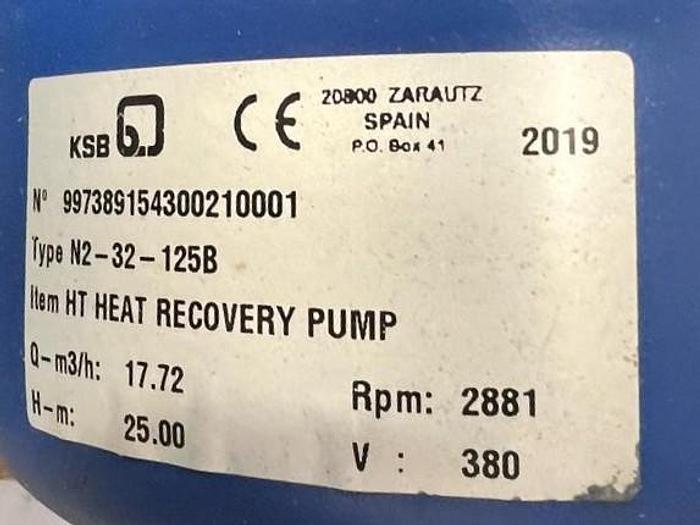 KSB
CE
20800 ZARAUTZ
SPAIN
P.O. Box 41
2019
Nº 997389154300210001
Type N2-32-125B
Item HT HEAT RECOVERY PUMP
Q-m3/h: 17.72
Rpm: 2881
H-m: 25.00
V : 380